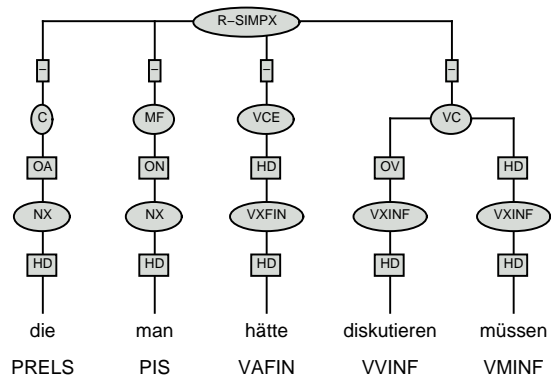 R−SIMPX
− − − −
C MF VCE VC
OA ON HD OV HD
NX NX VXFIN VXINF VXINF
HD HD HD HD HD
die man hätte diskutieren müssen
PRELS PIS VAFIN VVINF VMINF